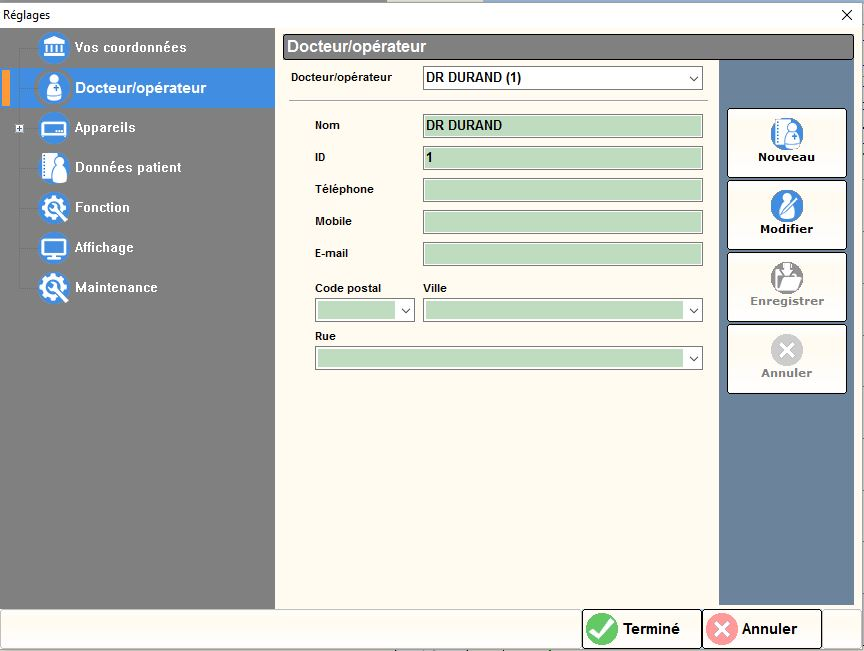 Réglages
Vos coordonnées
Docteur/opérateur
Appareils
Données patient
Fonction
Affichage
Maintenance
Docteur/opérateur
Docteur/opérateur DR DURAND (1)
Nom DR DURAND
ID 1
Téléphone
Mobile
E-mail
Code postal Ville
Rue
Nouveau
Modifier
Enregistrer
Annuler
Terminé Annuler